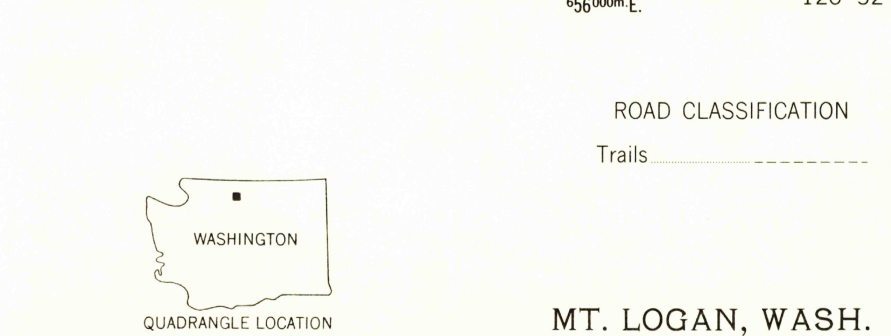 656000m.E.
ROAD CLASSIFICATION
Trails
WASHINGTON
QUADRANGLE LOCATION
MT. LOGAN, WASH.